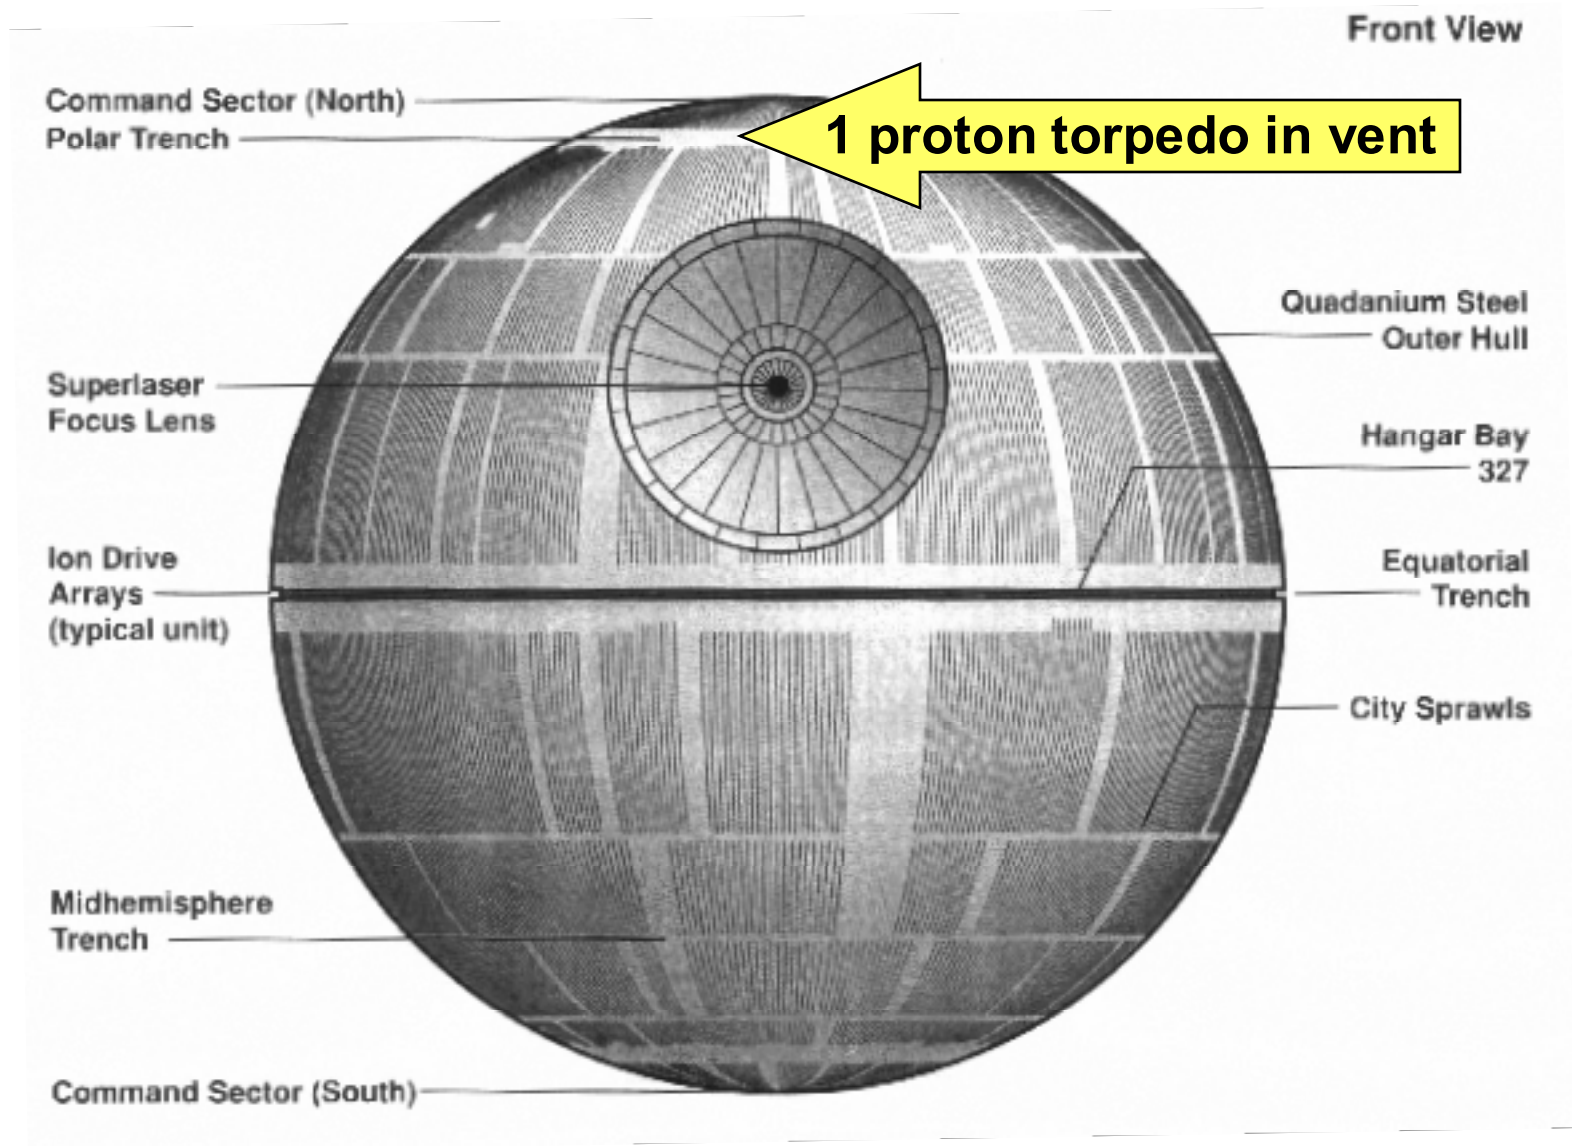 Front View
Command Sector (North)
Polar Trench
1 proton torpedo in vent
Quadanium Steel
Outer Hull
Superlaser
Focus Lens
Hangar Bay
327
Ion Drive
Arrays
(typical unit)
Equatorial
Trench
City Sprawls
Midhemisphere
Trench
Command Sector (South)